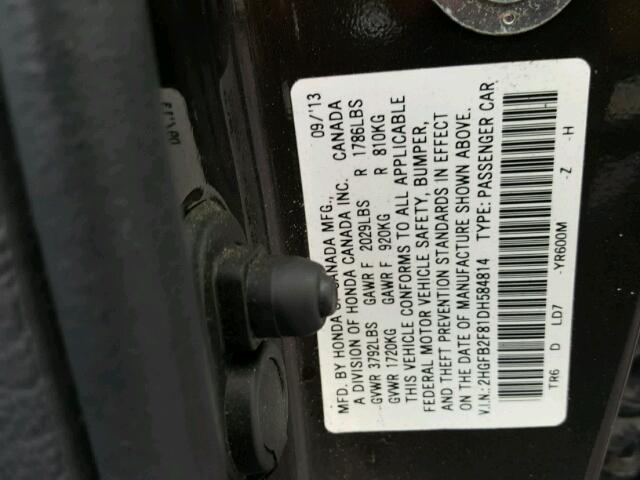 MFD. BY HONDA OF CANADA MFG., 09/'13
A DIVISION OF HONDA CANADA INC. CANADA
GVWR 3792LBS GAWR F 2029LBS R 1786LBS
GVWR 1720KG GAWR F 920KG R 810KG
THIS VEHICLE CONFORMS TO ALL APPLICABLE
FEDERAL MOTOR VEHICLE SAFETY, BUMPER,
AND THEFT PREVENTION STANDARDS IN EFFECT
ON THE DATE OF MANUFACTURE SHOWN ABOVE.
V.I.N.: 2HGFB2F81DH584814 TYPE: PASSENGER CAR
TR6 D LD7 -YR600M -Z -H